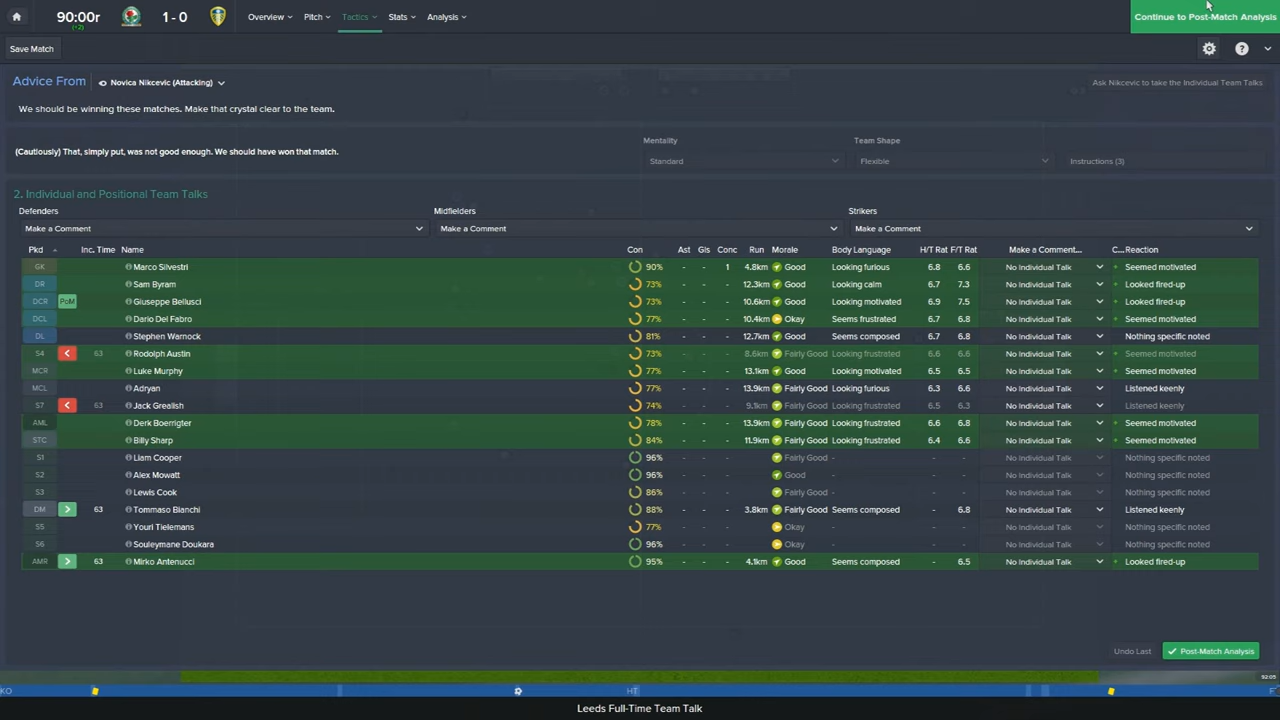 90:00r 1 - 0 Overview Pitch Tactics Stats Analysis Continue to Post-Match Analysis
(+2)
Save Match ?
Advice From Novica Nikcevic (Attacking) Ask Nikcevic to take the Individual Team Talks
We should be winning these matches. Make that crystal clear to the team.
Mentality Team Shape
(Cautiously) That, simply put, was not good enough. We should have won that match.
Standard Flexible Instructions (3)
2. Individual and Positional Team Talks
Defenders Midfielders Strikers
Make a Comment Make a Comment Make a Comment
Pkd Inc. Time Name Con Ast Gls Conc Run Morale Body Language H/T Rat F/T Rat Make a Comment... C... Reaction
GK Marco Silvestri 90% - - 1 4.8km Good Looking furious 6.8 6.6 No Individual Talk Seemed motivated
DR Sam Byram 73% - - - 12.3km Good Looking calm 6.7 7.3 No Individual Talk Looked fired-up
DCR PoM Giuseppe Bellusci 73% - - - 10.6km Good Looking motivated 6.9 7.5 No Individual Talk Looked fired-up
DCL Dario Del Fabro 77% - - - 10.4km Okay Seems frustrated 6.7 6.8 No Individual Talk Seemed motivated
DL Stephen Warnock 81% - - - 12.7km Good Seems composed 6.7 6.8 No Individual Talk Nothing specific noted
S4 63 Rodolph Austin 73% - - - 8.6km Fairly Good Looking frustrated 6.6 6.6 No Individual Talk Seemed motivated
MCR Luke Murphy 77% - - - 13.1km Good Looking motivated 6.5 6.5 No Individual Talk Seemed motivated
MCL Adryan 77% - - - 13.9km Fairly Good Looking furious 6.3 6.6 No Individual Talk Listened keenly
S7 63 Jack Grealish 74% - - - 9.1km Fairly Good Looking frustrated 6.5 6.3 No Individual Talk Listened keenly
AML Derk Boerrigter 78% - - - 13.9km Fairly Good Looking frustrated 6.6 6.8 No Individual Talk Seemed motivated
STC Billy Sharp 84% - - - 11.9km Fairly Good Looking frustrated 6.4 6.6 No Individual Talk Seemed motivated
S1 Liam Cooper 96% - - - Fairly Good - No Individual Talk Nothing specific noted
S2 Alex Mowatt 96% - - - Good - No Individual Talk Nothing specific noted
S3 Lewis Cook 86% - - - Fairly Good - No Individual Talk Nothing specific noted
DM 63 Tommaso Bianchi 88% - - - 3.8km Fairly Good Seems composed - 6.8 No Individual Talk Listened keenly
S5 Youri Tielemans 77% - - - Okay - No Individual Talk Nothing specific noted
S6 Souleymane Doukara 96% - - - Okay - No Individual Talk Nothing specific noted
AMR 63 Mirko Antenucci 95% - - - 4.1km Good Seems composed - 6.5 No Individual Talk Looked fired-up
Undo Last Post-Match Analysis
92:05
KO HT F
Leeds Full-Time Team Talk